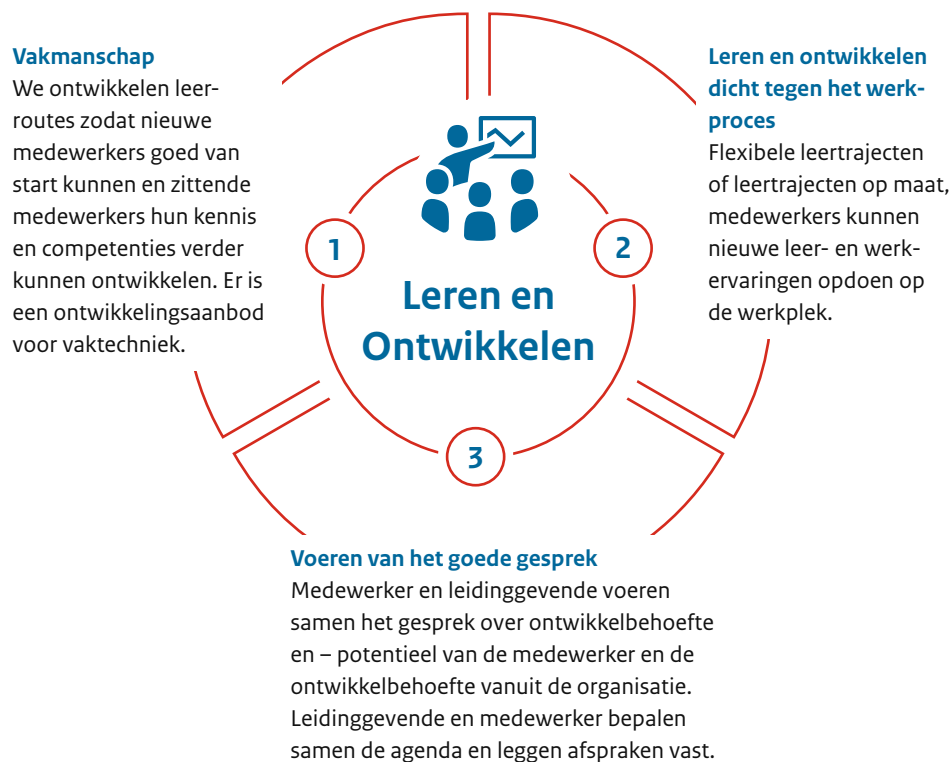 Vakmanschap
We ontwikkelen leer-
routes zodat nieuwe
medewerkers goed van
start kunnen en zittende
medewerkers hun kennis
en competenties verder
kunnen ontwikkelen. Er is
een ontwikkelingsaanbod
voor vaktechniek.
Leren en ontwikkelen
dicht tegen het werk-
proces
Flexibele leertrajecten
of leertrajecten op maat,
medewerkers kunnen
nieuwe leer- en werk-
ervaringen opdoen op
de werkplek.
1
2
Leren en
Ontwikkelen
3
Voeren van het goede gesprek
Medewerker en leidinggevende voeren
samen het gesprek over ontwikkelbehoefte
en – potentieel van de medewerker en de
ontwikkelbehoefte vanuit de organisatie.
Leidinggevende en medewerker bepalen
samen de agenda en leggen afspraken vast.